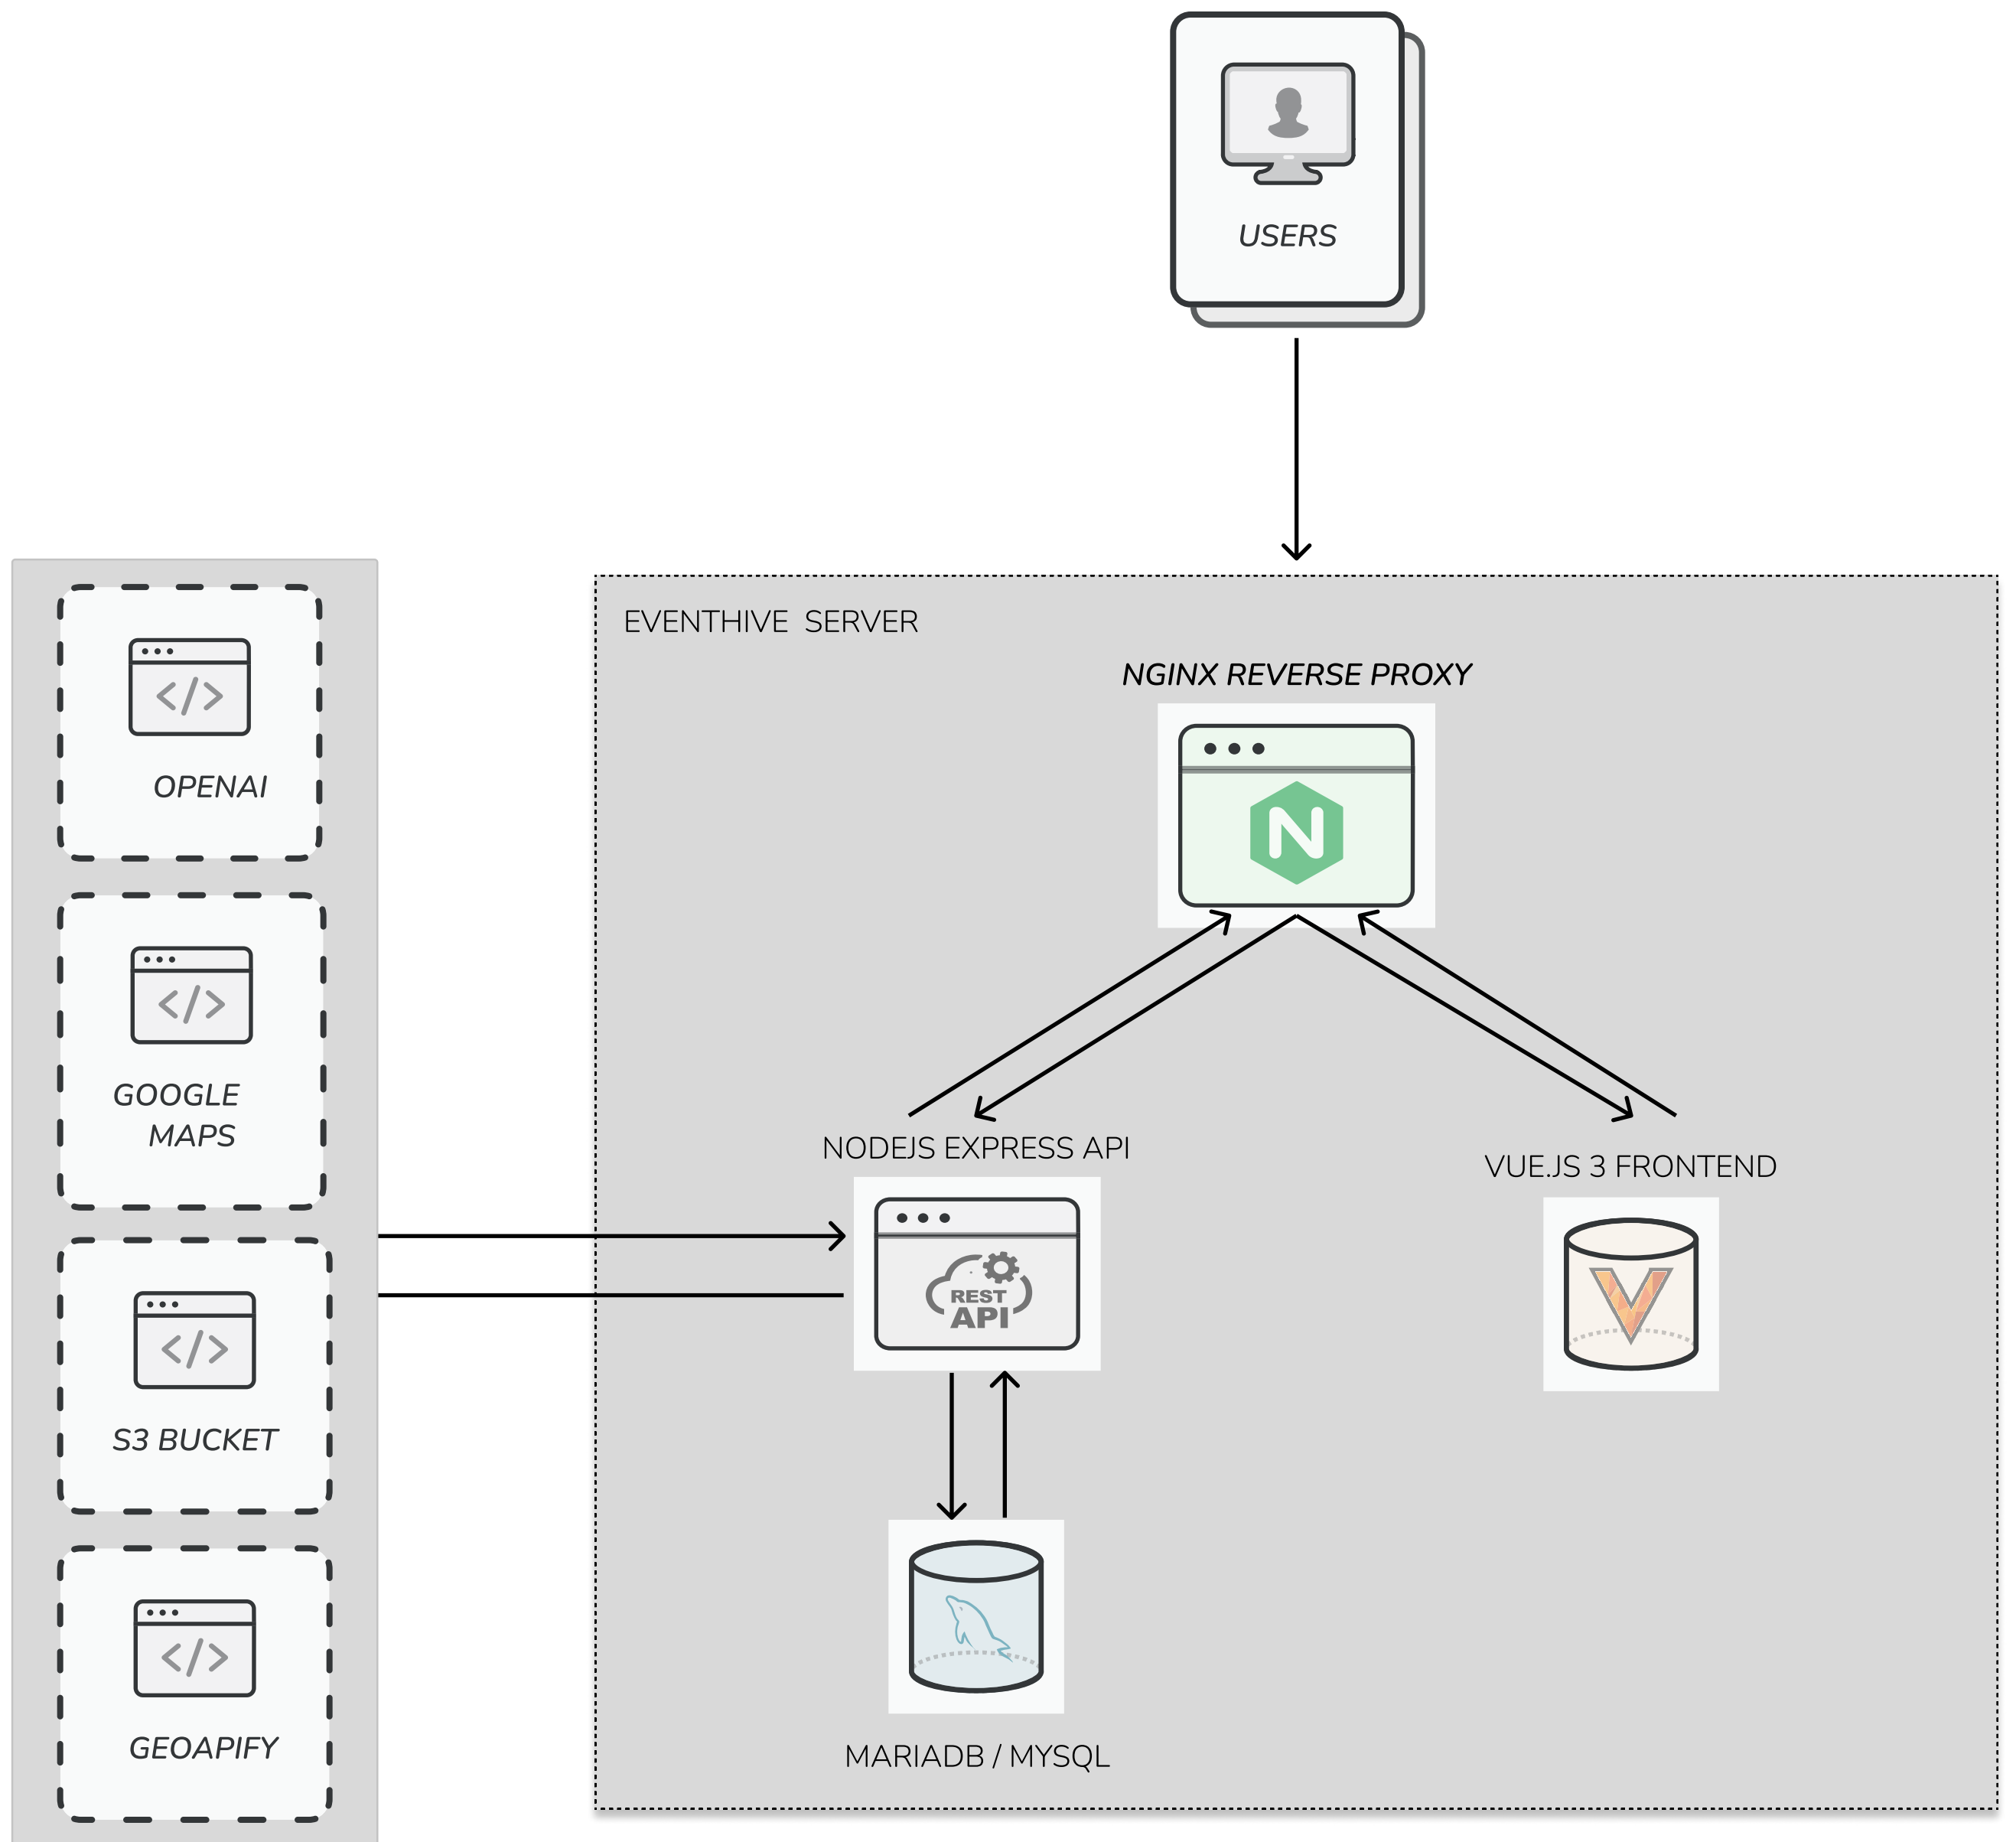 USERS
EVENTHIVE SERVER
NGINX REVERSE PROXY
N
OPENAI
GOOGLE
MAPS
NODEJS EXPRESS API
VUE.JS 3 FRONTEND
REST
API
S3 BUCKET
GEOAPIFY
MARIADB / MYSQL